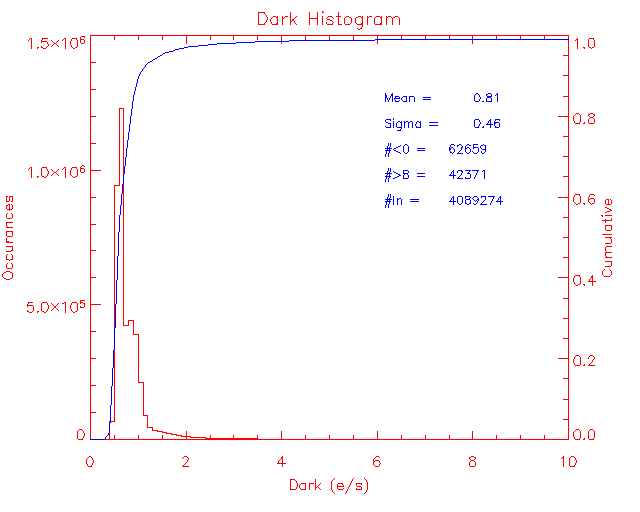 Dark Histogram
1.5×10⁶
1.0×10⁶
5.0×10⁵
0
Occurances
Mean = 0.81
Sigma = 0.46
#<0 = 62659
#>8 = 42371
#In = 4089274
1.0
0.8
0.6
0.4
0.2
0.0
Cumulative
0 2 4 6 8 10
Dark (e/s)